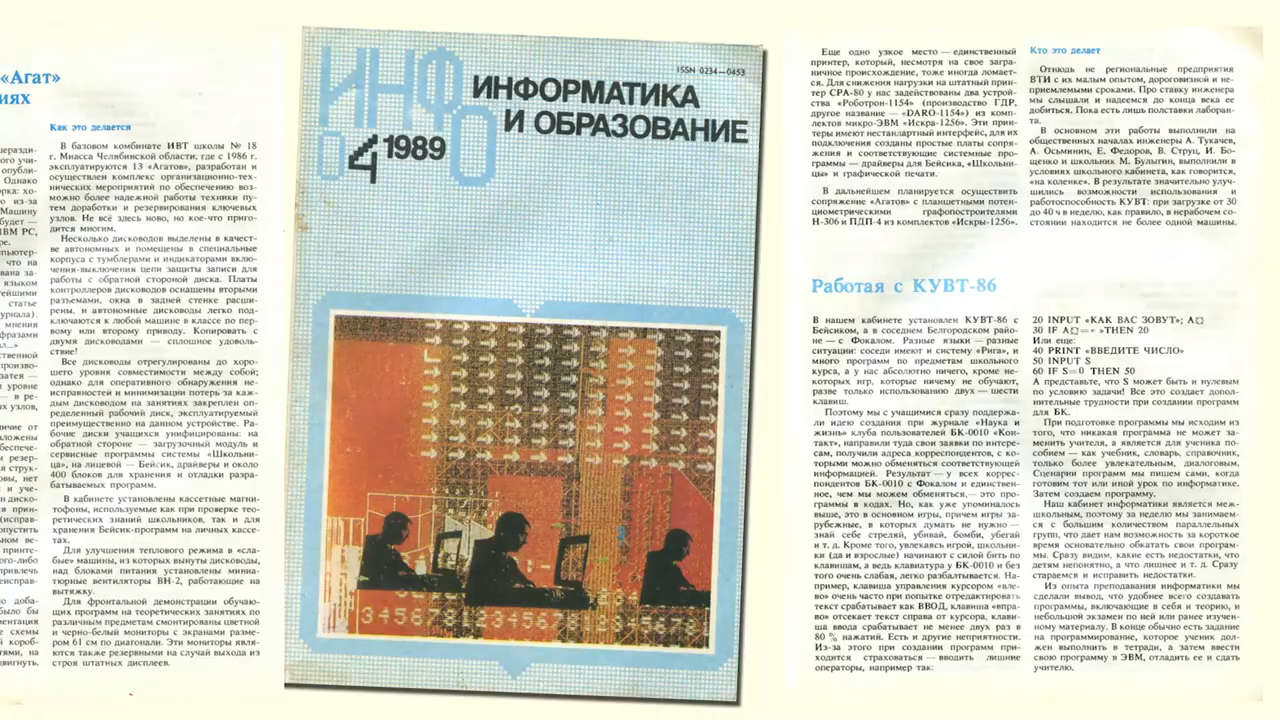 «Агат»
иях
Как это делается
В базовом комбинате ИВТ школы № 18
г. Миасса Челябинской области, где с 1986 г.
эксплуатируются 13 «Агатов», разработан и
осуществлен комплекс организационно-тех-
нических мероприятий по обеспечению воз-
можно более надежной работы техники пу-
тем доработки и резервирования ключевых
узлов. Не всё здесь ново, но кое-что приго-
дится многим.
Несколько дисководов выделены в качест-
ве автономных и помещены в специальные
корпуса с тумблерами и индикаторами вклю-
чения-выключения цепи защиты записи для
работы с обратной стороной диска. Платы
контроллеров дисководов оснащены вторыми
разъемами, окна в задней стенке расши-
рены, и автономные дисководы легко под-
ключаются к любой машине в классе по пер-
вому или второму приводу. Копировать с
двумя дисководами — сплошное удоволь-
ствие!
Все дисководы отрегулированы до хоро-
шего уровня совместимости между собой;
однако для оперативного обнаружения не-
исправностей и минимизации потерь за каж-
дым дисководом на занятиях закреплен оп-
ределенный рабочий диск, эксплуатируемый
преимущественно на данном устройстве. Ра-
бочие диски учащихся унифицированы: на
обратной стороне — загрузочный модуль и
сервисные программы системы «Школьни-
ца», на лицевой — Бейсик, драйверы и около
400 блоков для хранения и отладки разра-
батываемых программ.
В кабинете установлены кассетные магни-
тофоны, используемые как при проверке тео-
ретических знаний школьников, так и для
хранения Бейсик-программ на личных кассе-
тах.
Для улучшения теплового режима в «сла-
бые» машины, из которых вынуты дисководы,
над блоками питания установлены миниа-
тюрные вентиляторы ВН-2, работающие на
вытяжку.
Для фронтальной демонстрации обучаю-
щих программ на теоретических занятиях по
различным предметам смонтированы цветной
и черно-белый мониторы с экранами разме-
ром 61 см по диагонали. Эти мониторы явля-
ются также резервными на случай выхода из
строя штатных дисплеев.
ИНФО
04 1989
ISSN 0234—0453
ИНФОРМАТИКА
И ОБРАЗОВАНИЕ
Еще одно узкое место — единственный
принтер, который, несмотря на свое загра-
ничное происхождение, тоже иногда ломает-
ся. Для снижения нагрузки на штатный прин-
тер СРА-80 у нас задействованы два устрой-
ства «Роботрон-1154» (производство ГДР,
другое название — «DARO-1154») из комп-
лектов микро-ЭВМ «Искра-1256». Эти прин-
теры имеют нестандартный интерфейс, для их
подключения созданы простые платы сопря-
жения и соответствующие системные про-
граммы — драйверы для Бейсика, «Школьни-
цы» и графической печати.
В дальнейшем планируется осуществить
сопряжение «Агатов» с планшетными потен-
циометрическими графопостроителями
Н-306 и ПДП-4 из комплектов «Искры-1256».
Кто это делает
Отнюдь не региональные предприятия
ВТИ с их малым опытом, дороговизной и не-
приемлемыми сроками. Про ставку инженера
мы слышали и надеемся до конца века ее
добиться. Пока есть лишь полставки лаборан-
та.
В основном эти работы выполнили на
общественных началах инженеры А. Тукачев,
А. Осьминин, Е. Федоров, В. Струц, И. Бо-
щенко и школьник М. Булыгин, выполнили в
условиях школьного кабинета, как говорится,
«на коленке». В результате значительно улуч-
шились возможности использования и
работоспособность КУВТ: при загрузке от 30
до 40 ч в неделю, как правило, в нерабочем со-
стоянии находится не более одной машины.
Работая с КУВТ-86
В нашем кабинете установлен КУВТ-86 с
Бейсиком, а в соседнем Белгородском райо-
не — с Фокалом. Разные языки — разные
ситуации: соседи имеют и систему «Рига», и
много программ по предметам школьного
курса, а у нас абсолютно ничего, кроме не-
которых игр, которые ничему не обучают,
разве только использованию двух — шести
клавиш.
Поэтому мы с учащимися сразу поддержа-
ли идею создания при журнале «Наука и
жизнь» клуба пользователей БК-0010 «Кон-
такт», направили туда свои заявки по интере-
сам, получили адреса корреспондентов, с ко-
торыми можно обменяться соответствующей
информацией. Результат — у всех коррес-
пондентов БК-0010 с Фокалом и единствен-
ное, чем мы можем обменяться,— это про-
граммы в кодах. Но, как уже упоминалось
выше, это в основном игры, причем игры за-
рубежные, в которых думать не нужно —
знай себе стреляй, убивай, бомби, убегай
и т. д. Кроме того, увлекаясь игрой, школьни-
ки (да и взрослые) начинают с силой бить по
клавишам, а ведь клавиатура у БК-0010 и без
того очень слабая, легко разбалтывается. На-
пример, клавиша управления курсором «вле-
во» очень часто при попытке отредактировать
текст срабатывает как ВВОД, клавиша «впра-
во» отсекает текст справа от курсора, клави-
ша ввода срабатывает не менее двух раз в
80 % нажатий. Есть и другие неприятности.
Из-за этого при создании программ при-
ходится страховаться — вводить лишние
операторы, например так:
20 INPUT «КАК ВАС ЗОВУТ»; A¤
30 IF A¤=« »THEN 20
Или еще:
40 PRINT «ВВЕДИТЕ ЧИСЛО»
50 INPUT S
60 IF S=0 THEN 50
А представьте, что S может быть и нулевым
по условию задачи! Все это создает допол-
нительные трудности при создании программ
для БК.
При подготовке программы мы исходим из
того, что никакая программа не может за-
менить учителя, а является для ученика по-
собием — как учебник, словарь, справочник,
только более увлекательным, диалоговым.
Сценарии программ мы пишем сами, когда
готовим тот или иной урок по информатике.
Затем создаем программу.
Наш кабинет информатики является меж-
школьным, поэтому за неделю мы занимаем-
ся с большим количеством параллельных
групп, что дает нам возможность за короткое
время основательно обкатать свои програм-
мы. Сразу видим, какие есть недостатки, что
детям непонятно, а что лишнее и т. д. Сразу
стараемся и исправить недостатки.
Из опыта преподавания информатики мы
сделали вывод, что удобнее всего создавать
программы, включающие в себя и теорию, и
небольшой экзамен по ней или ранее изучен-
ному материалу. В конце обычно есть задание
на программирование, которое ученик дол-
жен выполнить в тетради, а затем ввести
свою программу в ЭВМ, отладить ее и сдать
учителю.